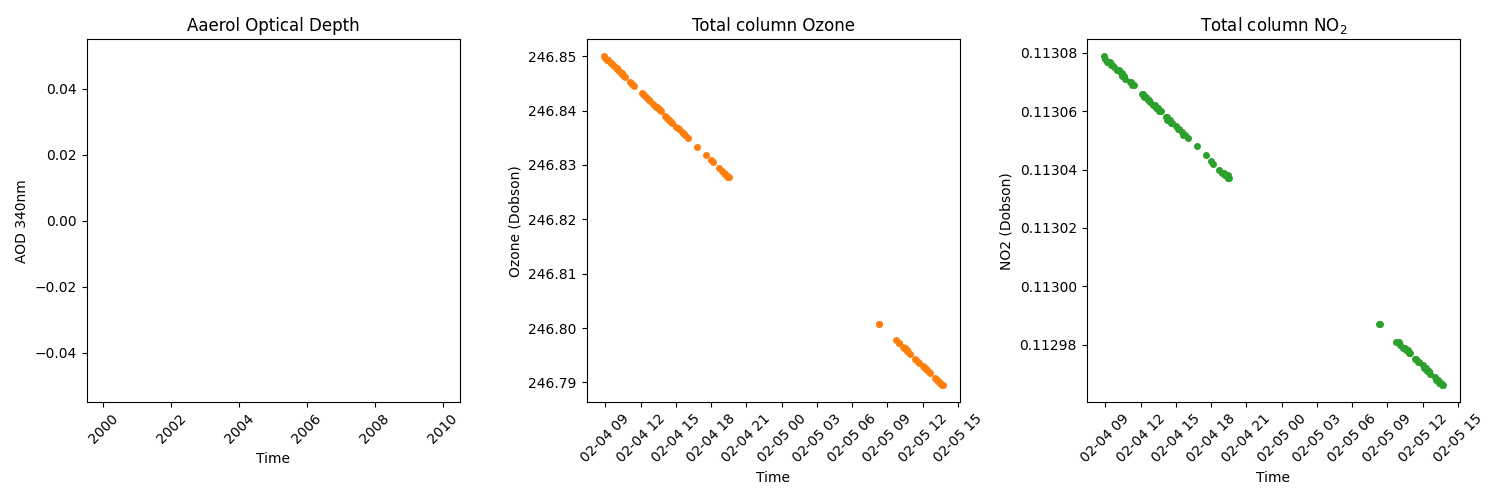 Aaerol Optical Depth
AOD 340nm
0.04
0.02
0.00
−0.02
−0.04
2000 2002 2004 2006 2008 2010
Time
Total column Ozone
Ozone (Dobson)
246.85
246.84
246.83
246.82
246.81
246.80
246.79
02-04 09 02-04 12 02-04 15 02-04 18 02-04 21 02-05 00 02-05 03 02-05 06 02-05 09 02-05 12 02-05 15
Time
Total column NO₂
NO2 (Dobson)
0.11308
0.11306
0.11304
0.11302
0.11300
0.11298
02-04 09 02-04 12 02-04 15 02-04 18 02-04 21 02-05 00 02-05 03 02-05 06 02-05 09 02-05 12 02-05 15
Time